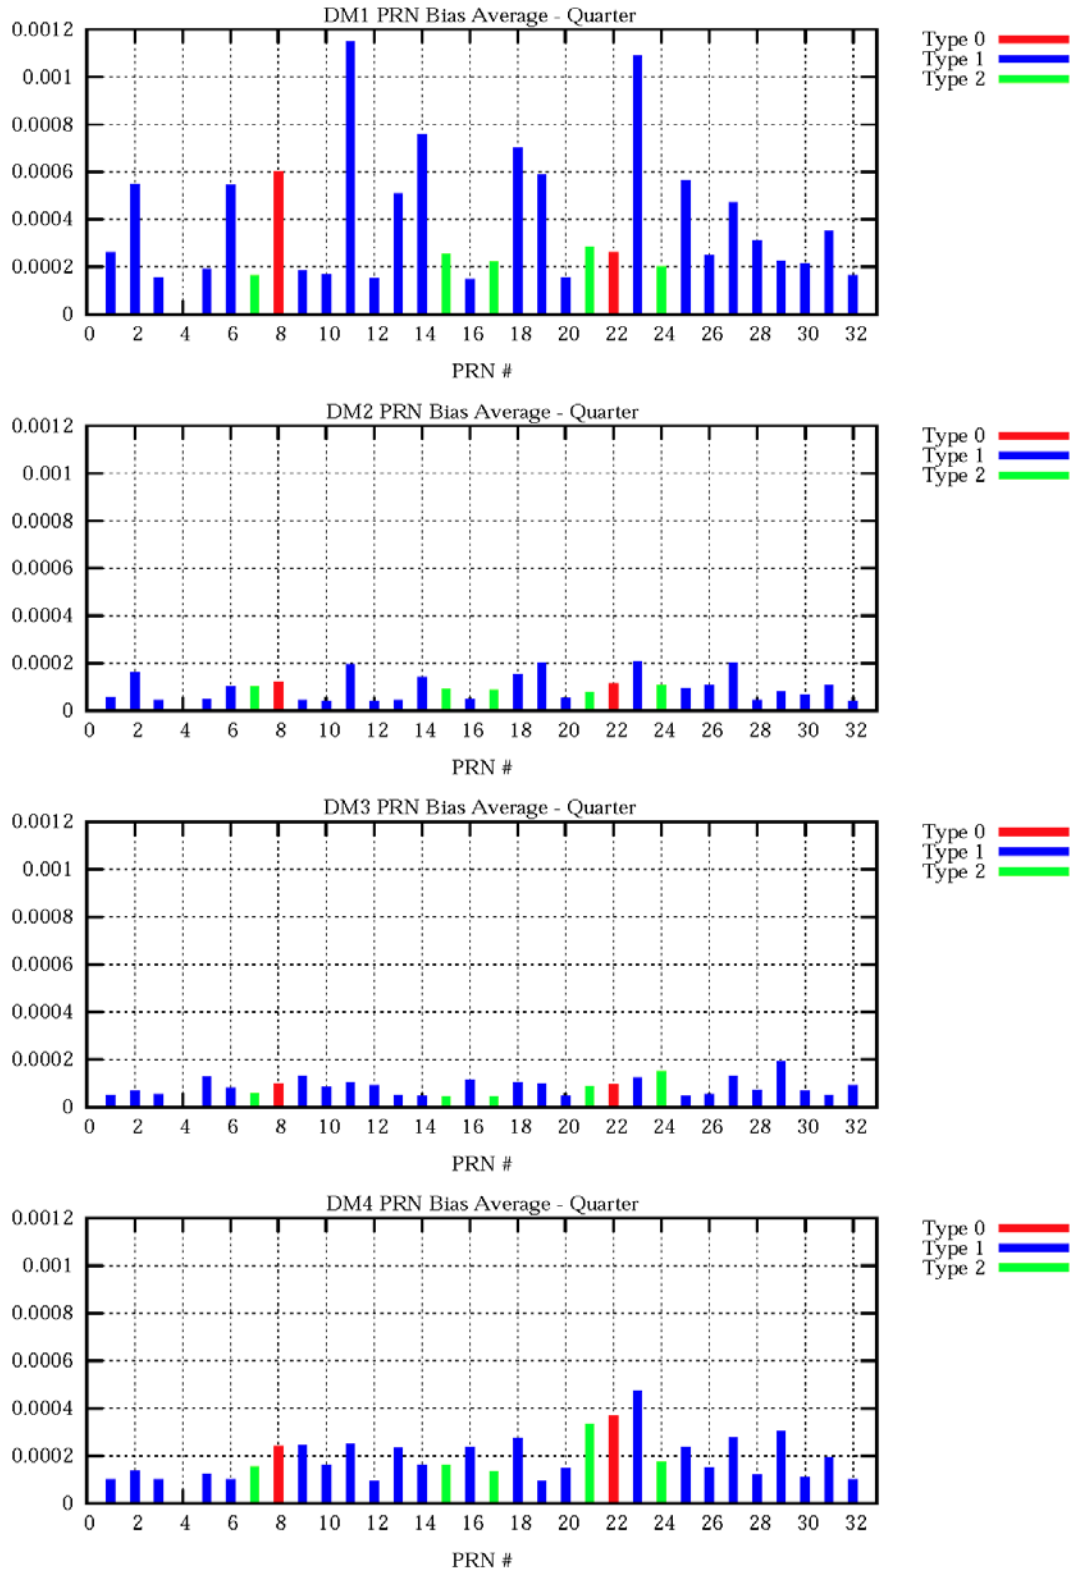 DM1 PRN Bias Average - Quarter
0.0012
0.001
0.0008
0.0006
0.0004
0.0002
0
0 2 4 6 8 10 12 14 16 18 20 22 24 26 28 30 32
PRN #
Type 0
Type 1
Type 2
DM2 PRN Bias Average - Quarter
0.0012
0.001
0.0008
0.0006
0.0004
0.0002
0
0 2 4 6 8 10 12 14 16 18 20 22 24 26 28 30 32
PRN #
Type 0
Type 1
Type 2
DM3 PRN Bias Average - Quarter
0.0012
0.001
0.0008
0.0006
0.0004
0.0002
0
0 2 4 6 8 10 12 14 16 18 20 22 24 26 28 30 32
PRN #
Type 0
Type 1
Type 2
DM4 PRN Bias Average - Quarter
0.0012
0.001
0.0008
0.0006
0.0004
0.0002
0
0 2 4 6 8 10 12 14 16 18 20 22 24 26 28 30 32
PRN #
Type 0
Type 1
Type 2